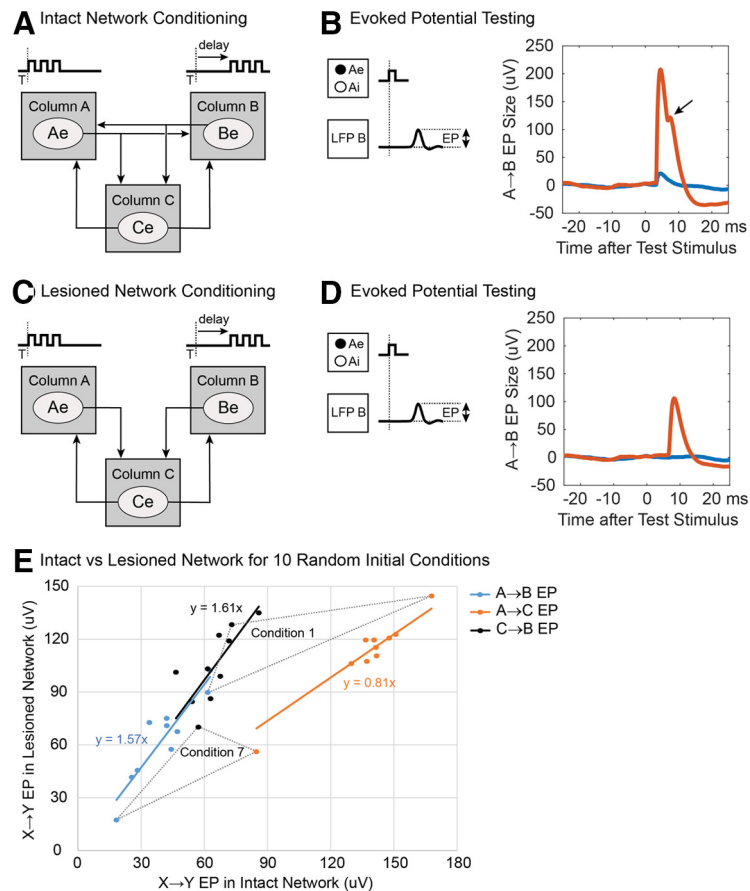 A Intact Network Conditioning
delay
T
T
Column A
Ae
Column B
Be
Column C
Ce
B Evoked Potential Testing
Ae
Ai
LFP B
EP
A→B EP Size (uV)
250
200
150
100
50
0
-50
-20 -10 0 10 20 ms
Time after Test Stimulus
C Lesioned Network Conditioning
delay
T
T
Column A
Ae
Column B
Be
Column C
Ce
D Evoked Potential Testing
Ae
Ai
LFP B
EP
A→B EP Size (uV)
250
200
150
100
50
0
-50
-20 -10 0 10 20 ms
Time after Test Stimulus
E Intact vs Lesioned Network for 10 Random Initial Conditions
X→Y EP in Lesioned Network (uV)
150
120
90
60
30
0
y = 1.61x
Condition 1
y = 0.81x
y = 1.57x
Condition 7
A→B EP
A→C EP
C→B EP
0 30 60 90 120 150 180
X→Y EP in Intact Network (uV)